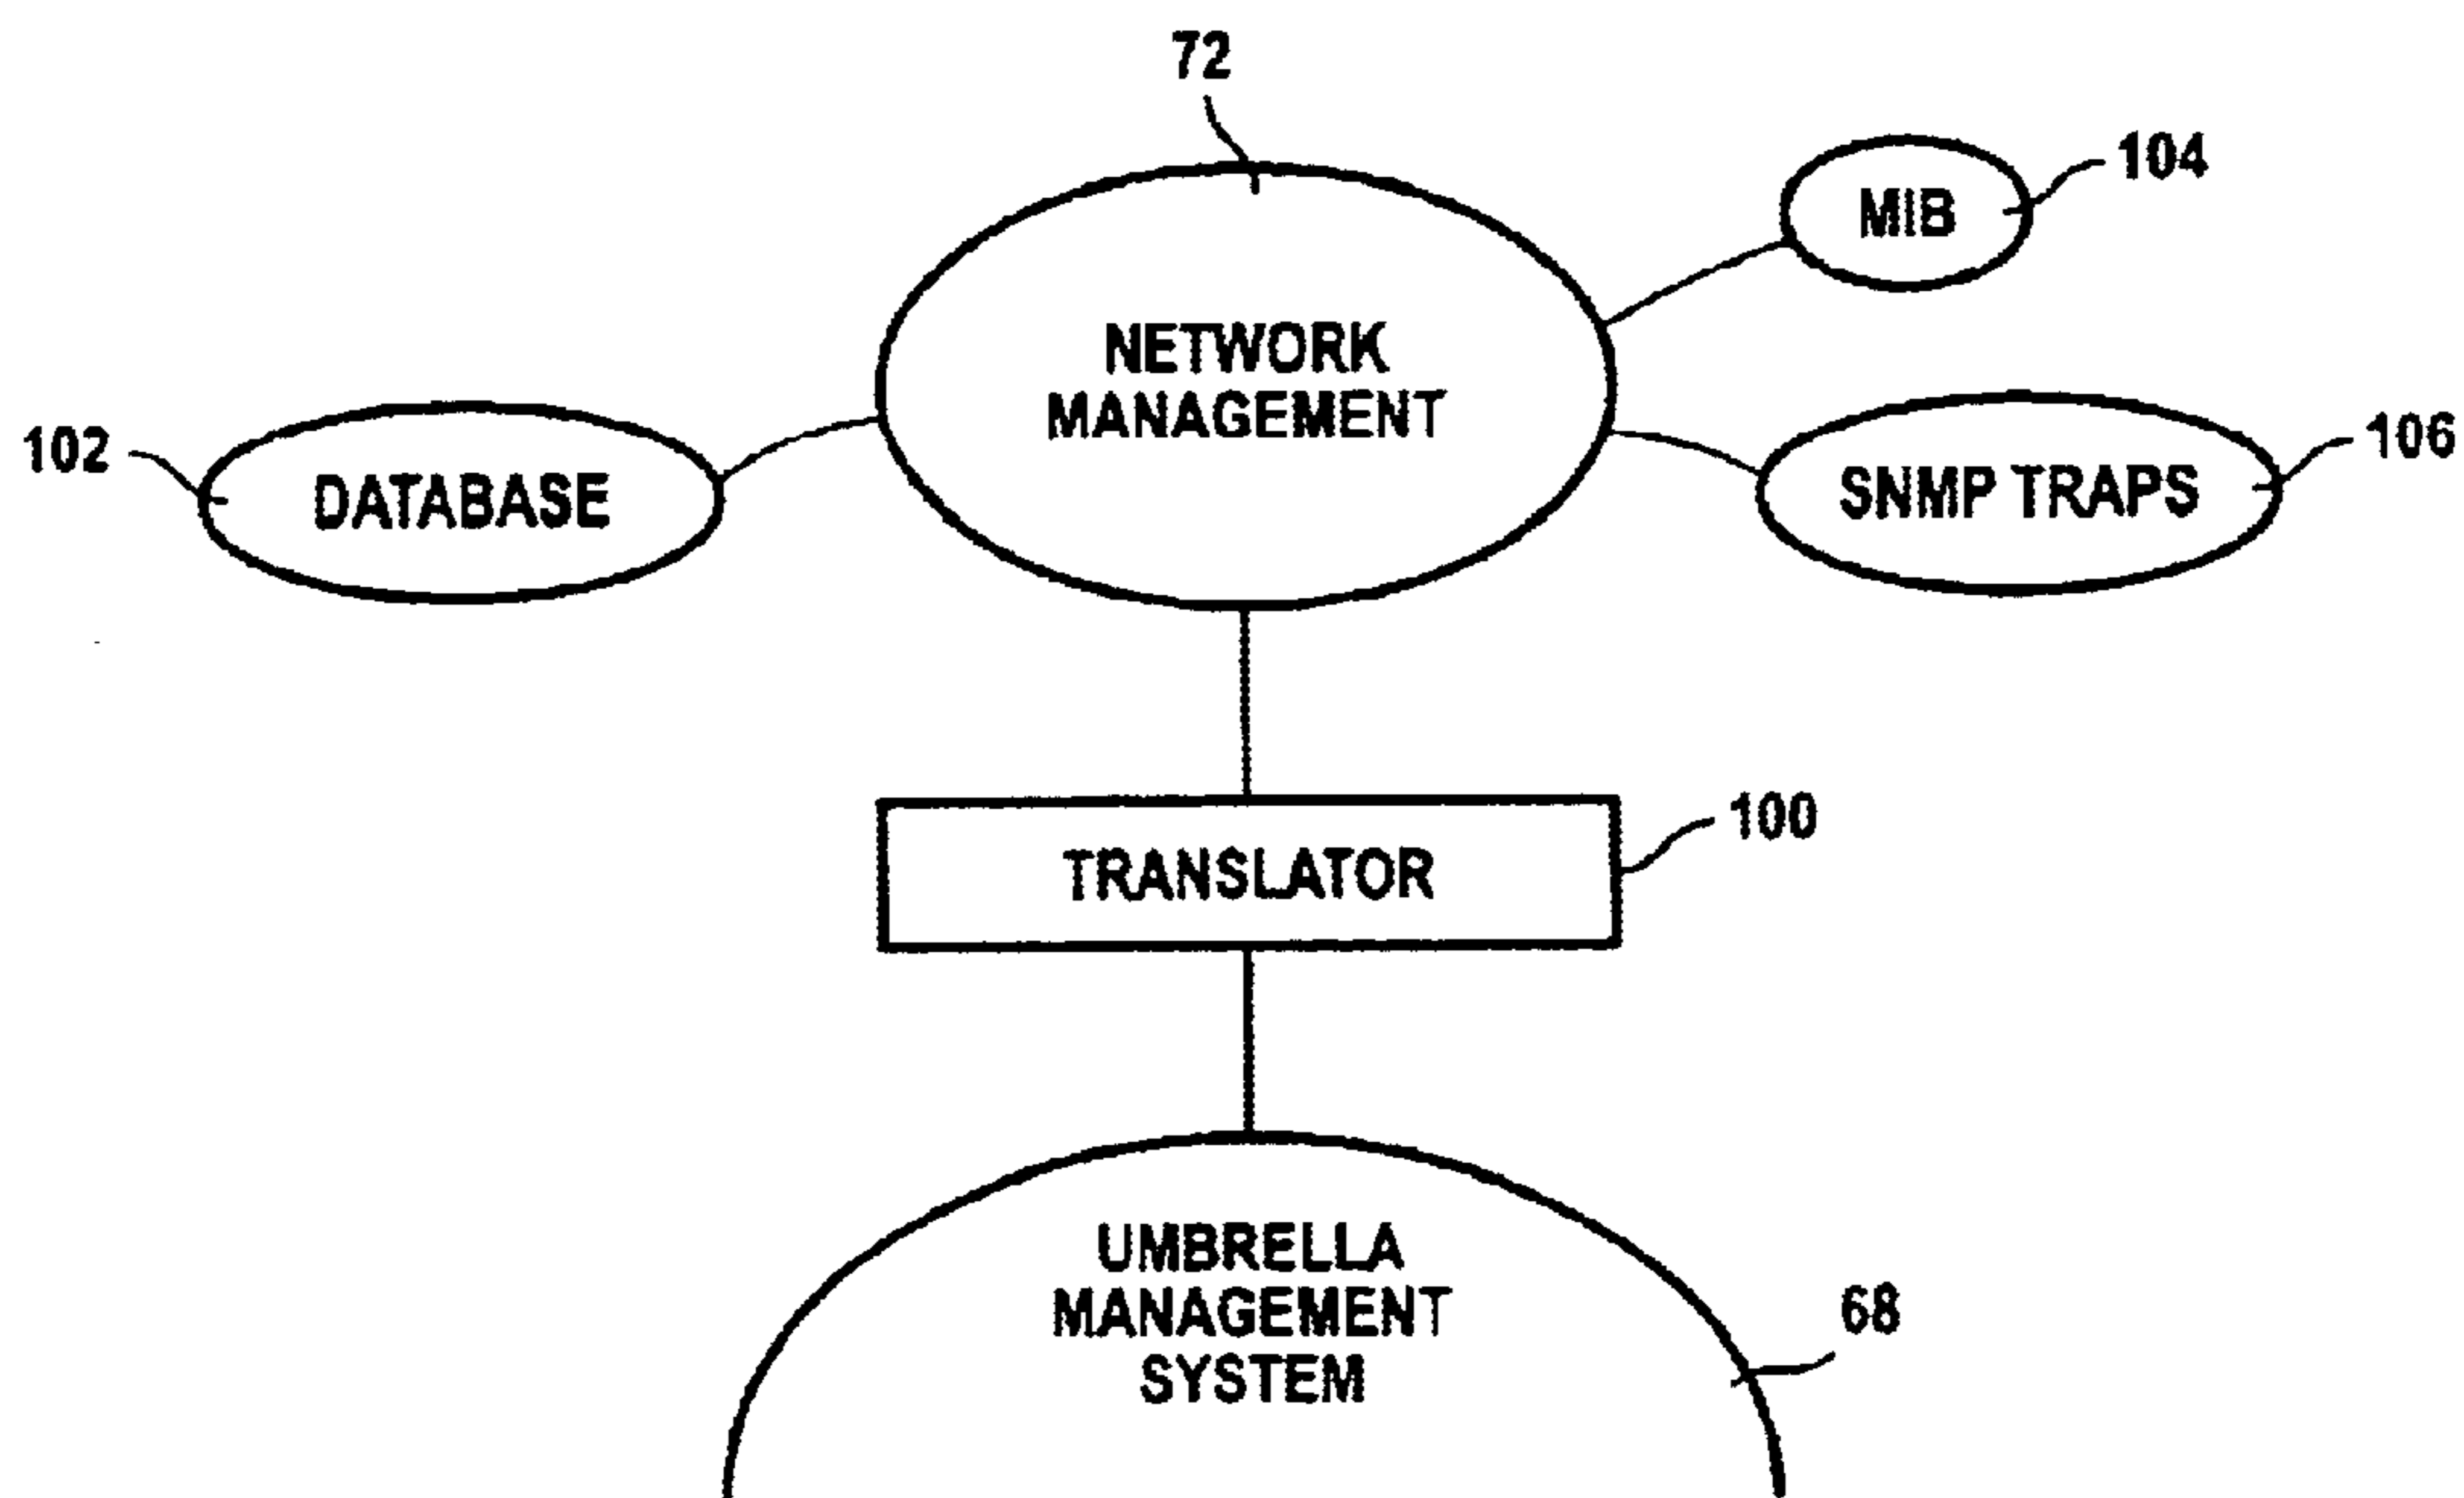 72
104
MIB
NETWORK
MANAGEMENT
102
DATABASE
106
SNMP TRAPS
100
TRANSLATOR
UMBRELLA
MANAGEMENT
SYSTEM
68